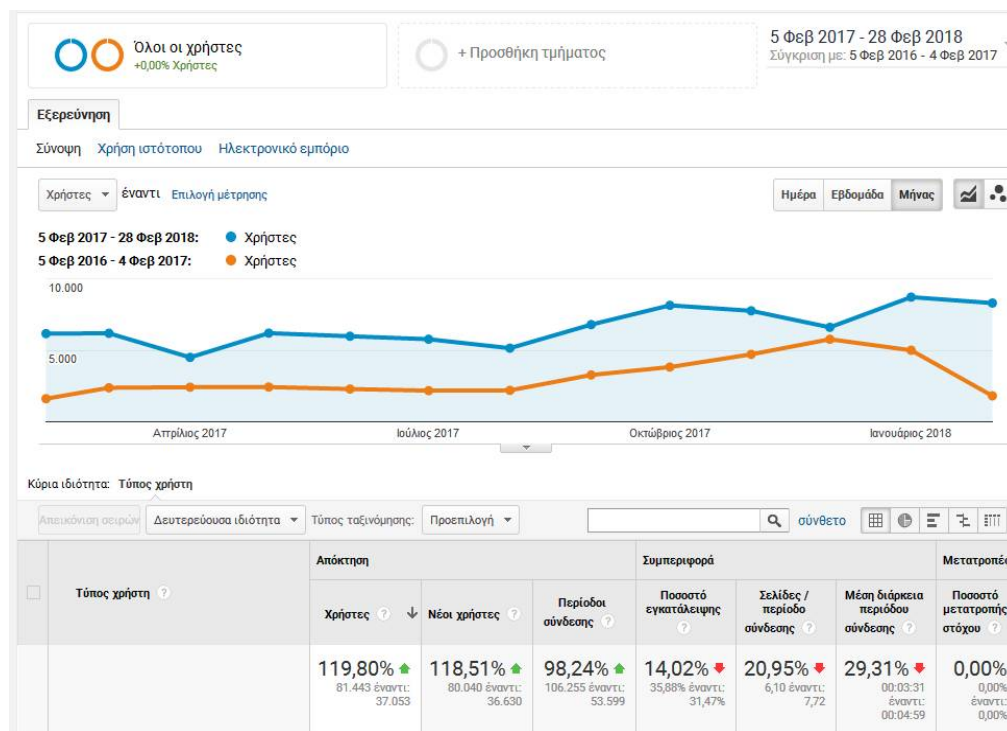 Όλοι οι χρήστες
+0,00% Χρήστες
+ Προσθήκη τμήματος
5 Φεβ 2017 - 28 Φεβ 2018
Σύγκριση με: 5 Φεβ 2016 - 4 Φεβ 2017
Εξερεύνηση
Σύνοψη Χρήση ιστότοπου Ηλεκτρονικό εμπόριο
Χρήστες έναντι Επιλογή μέτρησης
Ημέρα Εβδομάδα Μήνας
5 Φεβ 2017 - 28 Φεβ 2018: Χρήστες
5 Φεβ 2016 - 4 Φεβ 2017: Χρήστες
10.000
5.000
Απρίλιος 2017 Ιούλιος 2017 Οκτώβριος 2017 Ιανουάριος 2018
Κύρια ιδιότητα: Τύπος χρήστη
Απεικόνιση σειρών Δευτερεύουσα ιδιότητα Τύπος ταξινόμησης: Προεπιλογή σύνθετο
Τύπος χρήστη ?
Απόκτηση Συμπεριφορά Μετατροπές
Χρήστες ? Νέοι χρήστες ?
Περίοδοι
σύνδεσης ?
Ποσοστό
εγκατάλειψης
?
Σελίδες /
περίοδο
σύνδεσης ?
Μέση διάρκεια
περιόδου
σύνδεσης ?
Ποσοστό
μετατροπής
στόχου ?
119,80% 118,51% 98,24% 14,02% 20,95% 29,31% 0,00%
81.443 έναντι:
37.053
80.040 έναντι:
36.630
106.255 έναντι:
53.599
35,88% έναντι:
31,47%
6,10 έναντι:
7,72
00:03:31
έναντι:
00:04:59
0,00%
έναντι:
0,00%